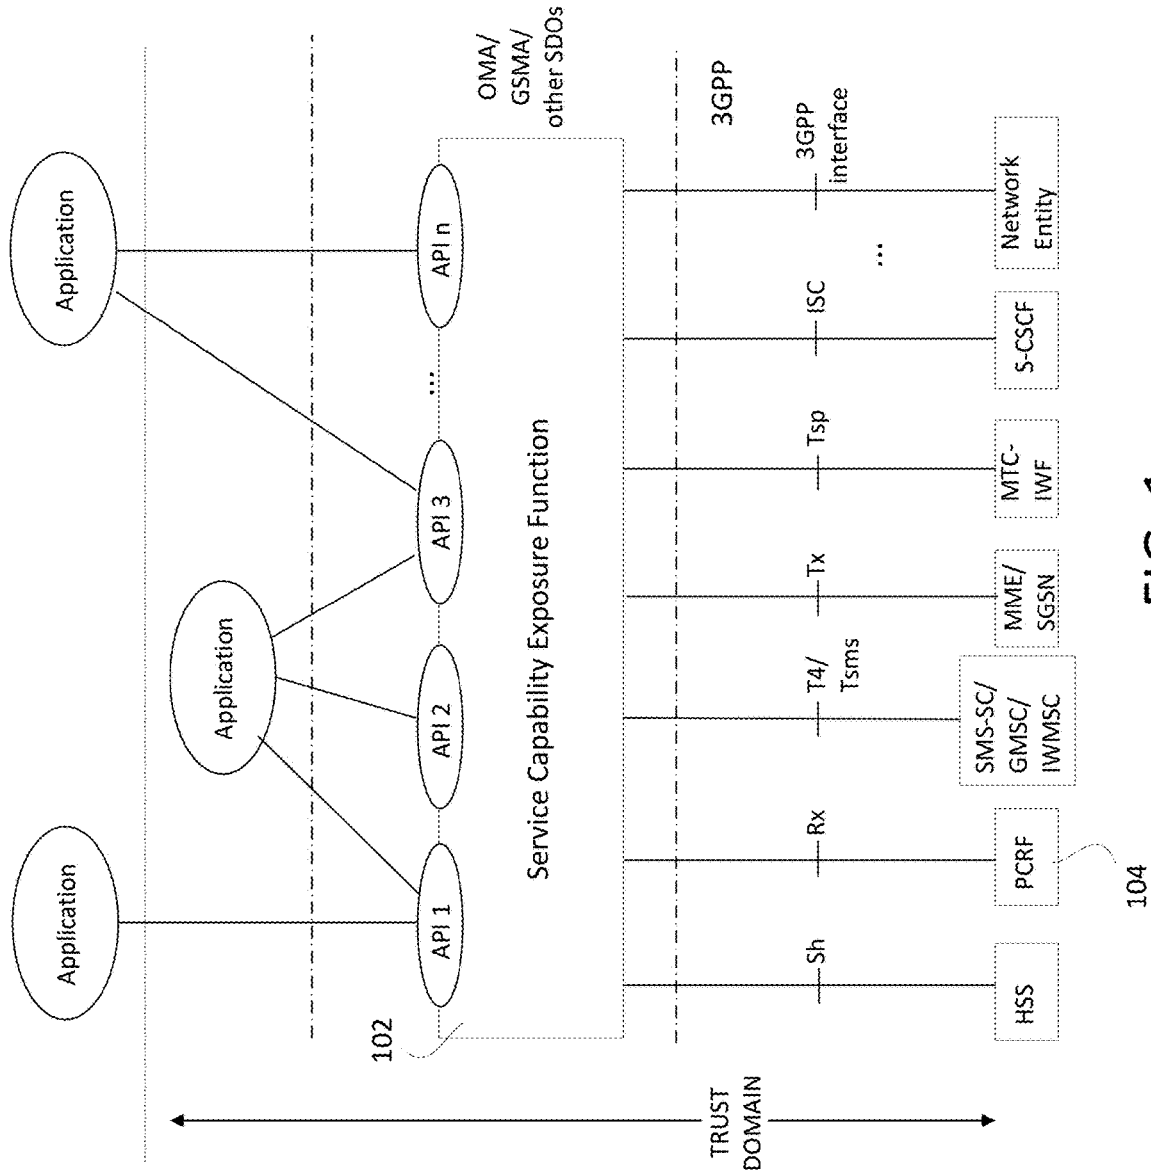 Application
Application
Application
102
API 1
API 2
API 3
...
API n
OMA/
GSMA/
other SDOs
Service Capability Exposure Function
3GPP
TRUST
DOMAIN
Sh
Rx
T4/
Tsms
Tx
Tsp
ISC
...
3GPP
interface
HSS
PCRF
SMS-SC/
GMSC/
IWMSC
MME/
SGSN
MTC-
IWF
S-CSCF
Network
Entity
104
FIG. 1